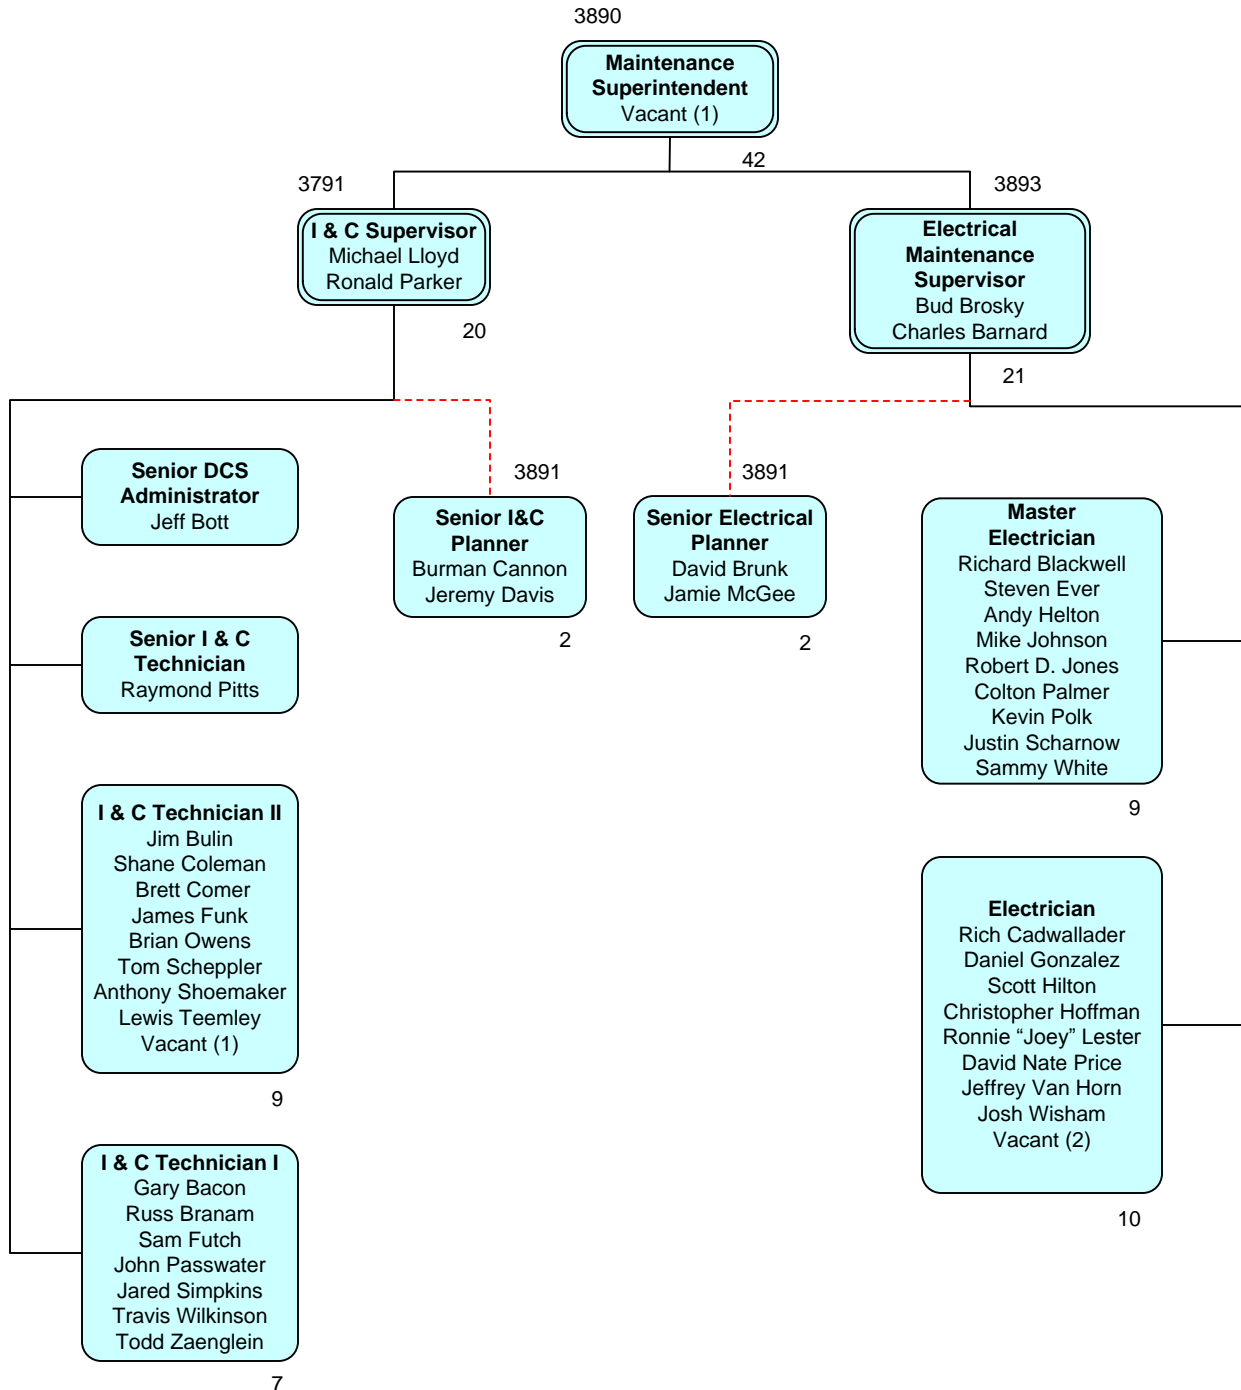 3890
Maintenance
Superintendent
Vacant (1)
42
3791
I & C Supervisor
Michael Lloyd
Ronald Parker
20
3893
Electrical
Maintenance
Supervisor
Bud Brosky
Charles Barnard
21
Senior DCS
Administrator
Jeff Bott
3891
Senior I&C
Planner
Burman Cannon
Jeremy Davis
2
3891
Senior Electrical
Planner
David Brunk
Jamie McGee
2
Master
Electrician
Richard Blackwell
Steven Ever
Andy Helton
Mike Johnson
Robert D. Jones
Colton Palmer
Kevin Polk
Justin Scharnow
Sammy White
9
Senior I & C
Technician
Raymond Pitts
I & C Technician II
Jim Bulin
Shane Coleman
Brett Comer
James Funk
Brian Owens
Tom Scheppler
Anthony Shoemaker
Lewis Teemley
Vacant (1)
9
Electrician
Rich Cadwallader
Daniel Gonzalez
Scott Hilton
Christopher Hoffman
Ronnie “Joey” Lester
David Nate Price
Jeffrey Van Horn
Josh Wisham
Vacant (2)
10
I & C Technician I
Gary Bacon
Russ Branam
Sam Futch
John Passwater
Jared Simpkins
Travis Wilkinson
Todd Zaenglein
7